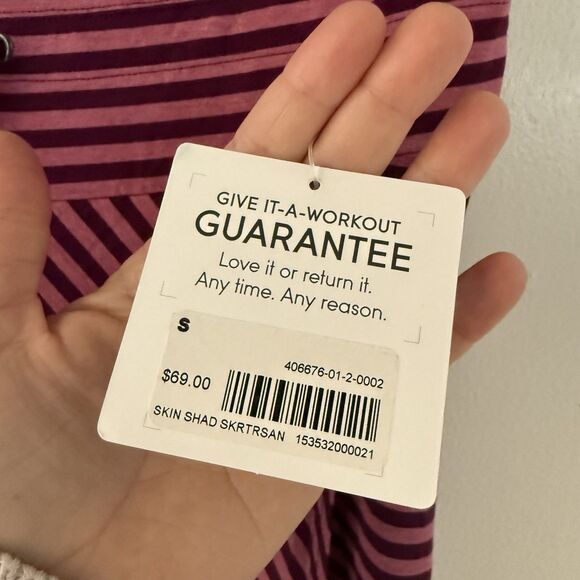 GIVE IT-A-WORKOUT
GUARANTEE
Love it or return it.
Any time. Any reason.
S
406676-01-2-0002
$69.00
SKIN SHAD SKRTRSAN 153532000021